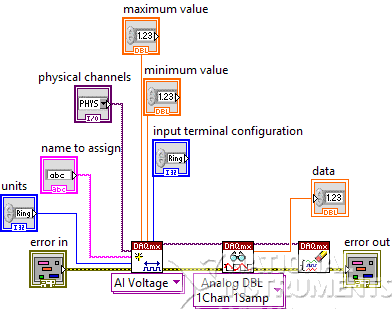 maximum value
1.23
DBL
minimum value
1.23
DBL
physical channels
PHYS
I/O
input terminal configuration
Ring
I32
name to assign
abc
abc
data
1.23
DBL
units
Ring
I32
error in
DAQmx
DAQmx
DAQmx
error out
AI Voltage
Analog DBL
1Chan 1Samp